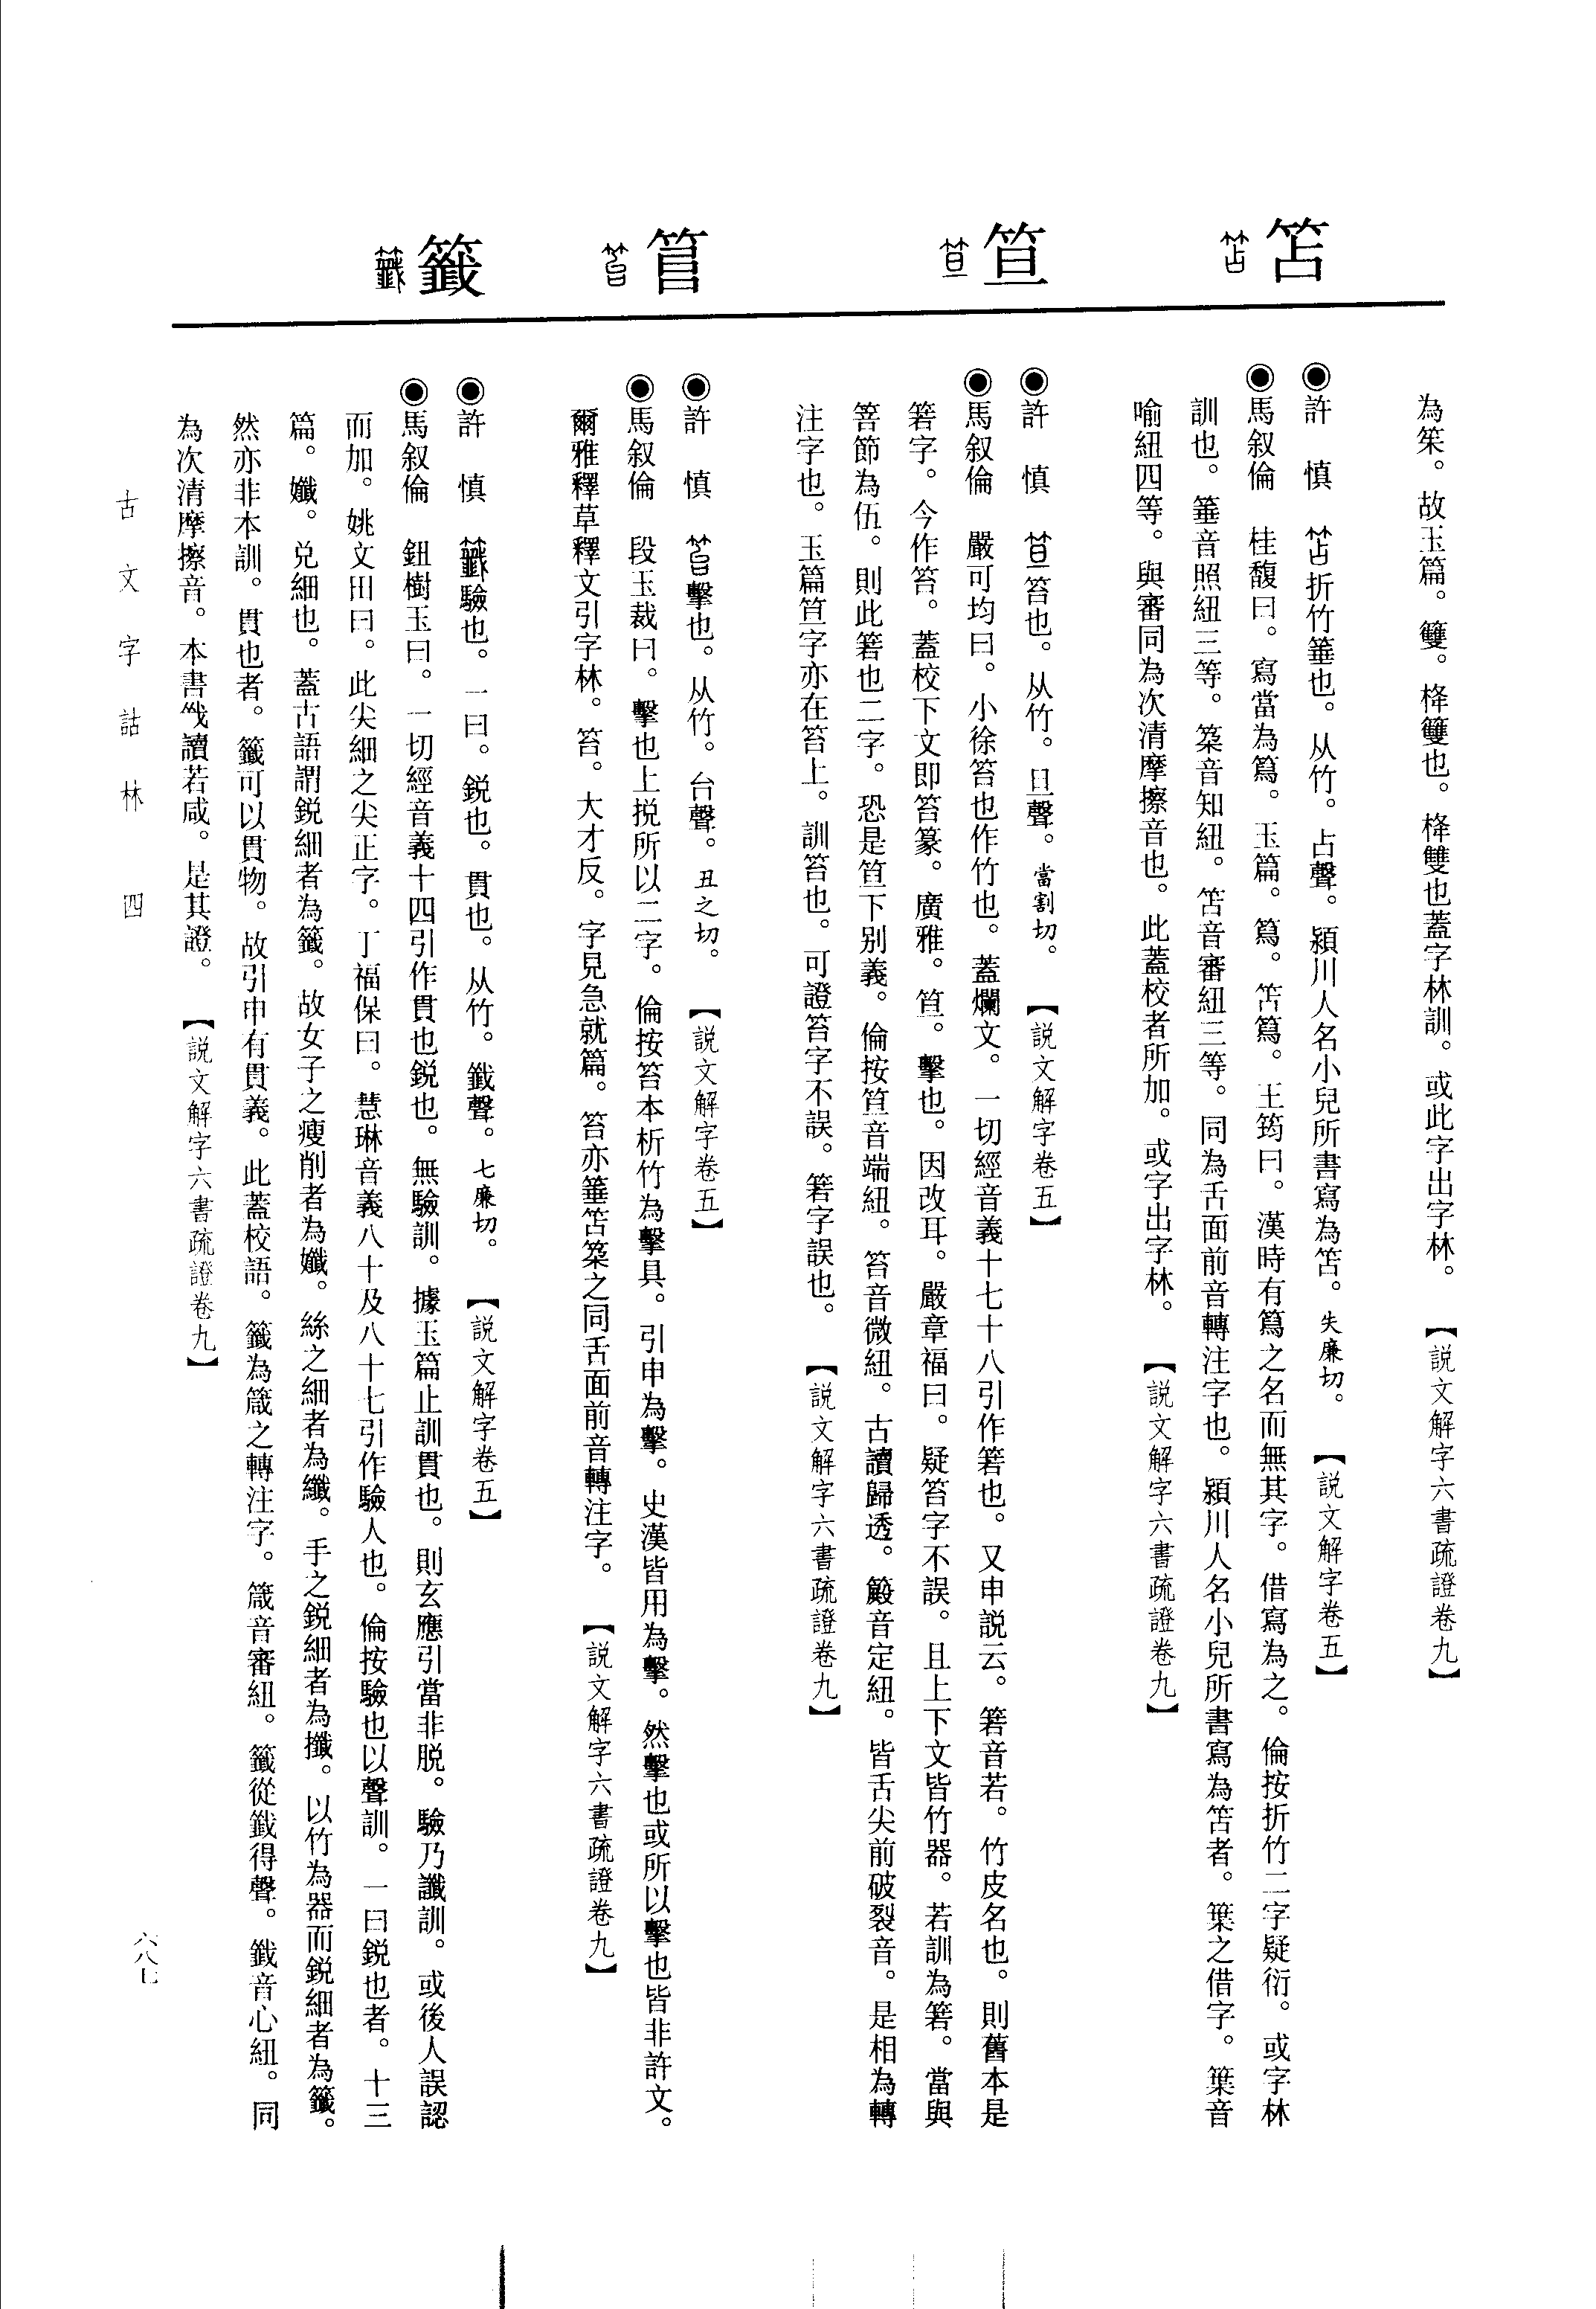 為䇢。故玉篇。䉶。栙䉶也。栙雙也蓋字林訓。或此字出字林。【說文解字六書疏證卷九】
笘
◉許　慎　笘折竹箠也。从竹。占聲。潁川人名小兒所書寫為笘。失廉切。【說文解字卷五】
◉馬叙倫　桂馥曰。寫當為篤。玉篇。篤。笘篤。王筠曰。漢時有篤之名而無其字。借寫為之。倫按折竹二字疑衍。或字林
訓也。箠音照紐三等。築音知紐。笘音審紐三等。同為舌面前音轉注字也。潁川人名小兒所書寫為笘者。箂之借字。箂音
喻紐四等。與審同為次清摩擦音也。此蓋校者所加。或字出字林。【說文解字六書疏證卷九】
笪
◉許　慎　笪笞也。从竹。旦聲。當割切。【說文解字卷五】
◉馬叙倫　嚴可均曰。小徐笞也作竹也。蓋爛文。一切經音義十七十八引作箬也。又申說云。箬音若。竹皮名也。則舊本是
箬字。今作笞。蓋校下文即笞篆。廣雅。笪。擊也。因改耳。嚴章福曰。疑笞字不誤。且上下文皆竹器。若訓為箬。當與
箁節為伍。則此箬也二字。恐是笪下别義。倫按笪音端紐。笞音微紐。古讀歸透。簸音定紐。皆舌尖前破裂音。是相為轉
注字也。玉篇笪字亦在笞上。訓笞也。可證笞字不誤。箬字誤也。【說文解字六書疏證卷九】
笞
◉許　慎　笞擊也。从竹。台聲。丑之切。【說文解字卷五】
◉馬叙倫　段玉裁曰。擊也上挩所以二字。倫按笞本析竹為擊具。引申為擊。史漢皆用為擊。然擊也或所以擊也皆非許文。
爾雅釋草釋文引字林。笞。大才反。字見急就篇。笞亦箠笘築之同舌面前音轉注字。【說文解字六書疏證卷九】
籤
◉許　慎　籤驗也。一曰。銳也。貫也。从竹。韱聲。七廉切。【說文解字卷五】
◉馬叙倫　鈕樹玉曰。一切經音義十四引作貫也銳也。無驗訓。據玉篇止訓貫也。則玄應引當非脫。驗乃讖訓。或後人誤認
而加。姚文田曰。此尖細之尖正字。丁福保曰。慧琳音義八十及八十七引作驗人也。倫按驗也以聲訓。一曰銳也者。十三
篇。孅。兌細也。蓋古語謂銳細者為籤。故女子之瘦削者為孅。絲之細者為纖。手之銳細者為攕。以竹為器而銳細者為籤。
然亦非本訓。貫也者。籤可以貫物。故引申有貫義。此蓋校語。籤為箴之轉注字。箴音審紐。籤從韱得聲。韱音心紐。同
為次清摩擦音。本書㦰讀若咸。是其證。【說文解字六書疏證卷九】
古文字詁林　四
六八七